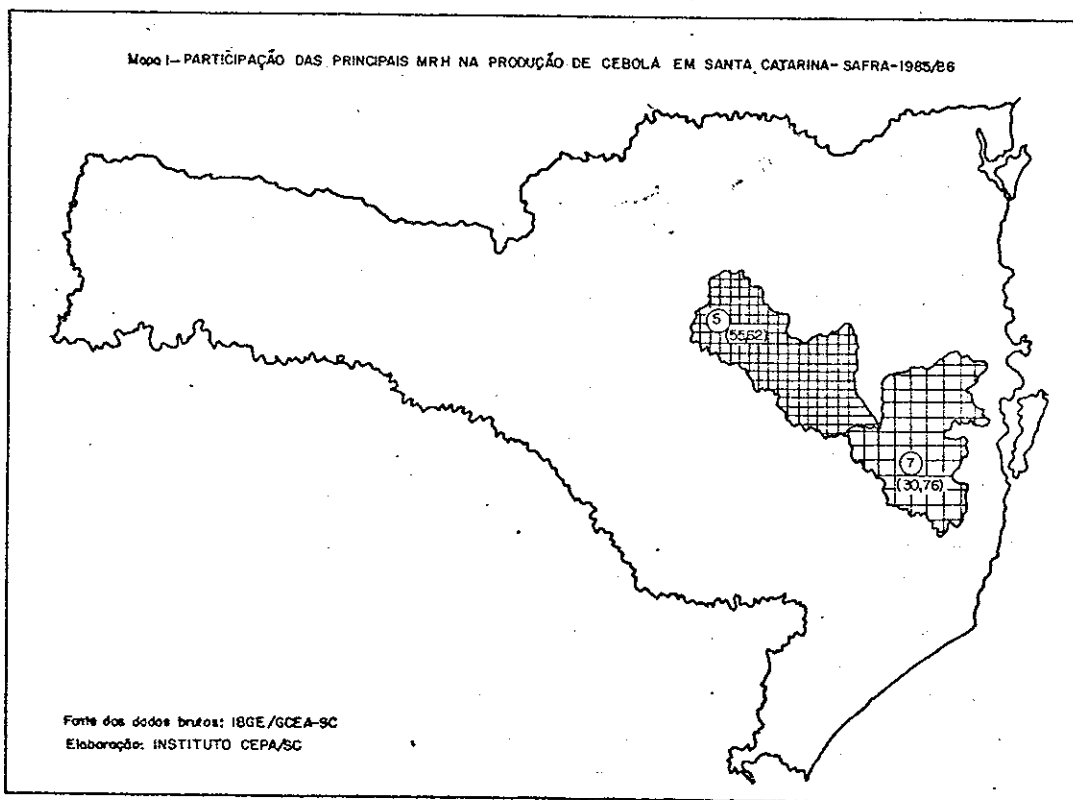 Mapa I-PARTICIPAÇÃO DAS PRINCIPAIS MRH NA PRODUÇÃO DE CEBOLA EM SANTA CATARINA-SAFRA-1985/86
5
(55,62)
7
(30,76)
Fonte dos dados brutos: IBGE/GCEA-SC
Elaboração: INSTITUTO CEPA/SC